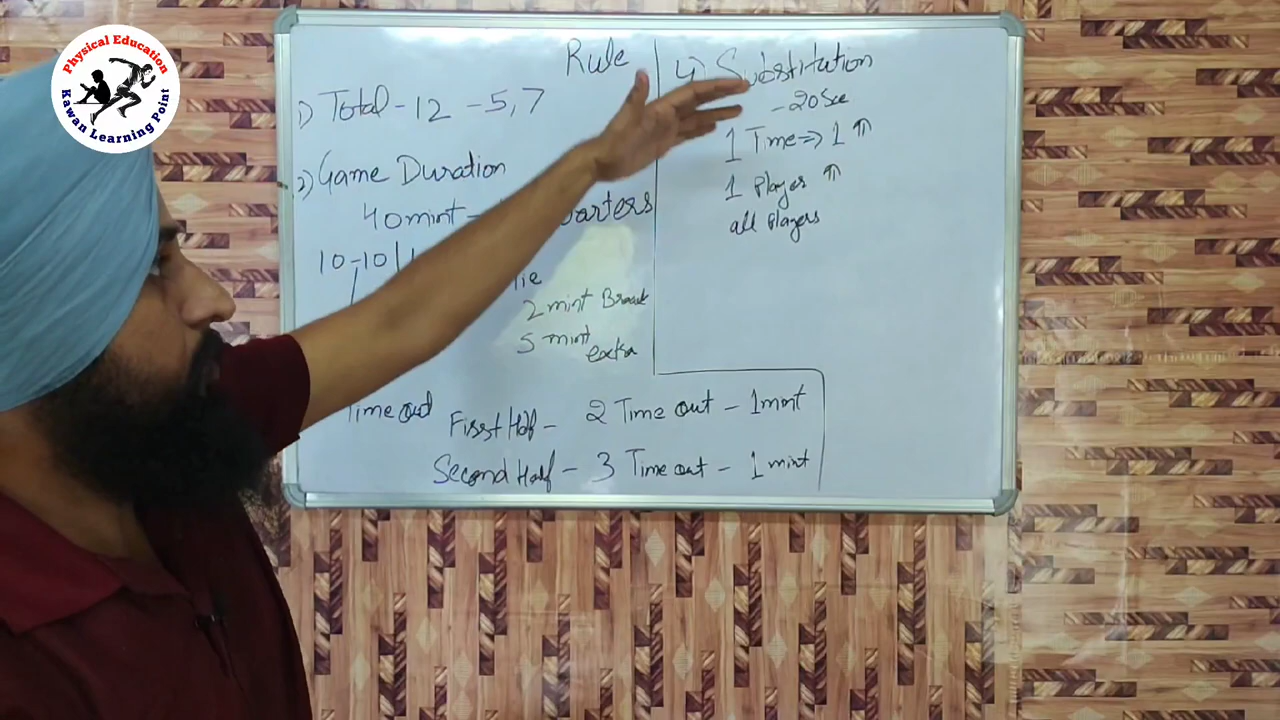 Physical Education
Kawan Learning Point
Rule
1) Total - 12 - 5, 7
2) Game Duration
40 mint -
10 - 10 |
tie
2 mint Break
5 mint
extra
Time out
First Half - 2 Time out - 1 mint
Second Half - 3 Time out - 1 mint
4) Substitution
- 20 Sec
1 Time => 1
1 Player
all players